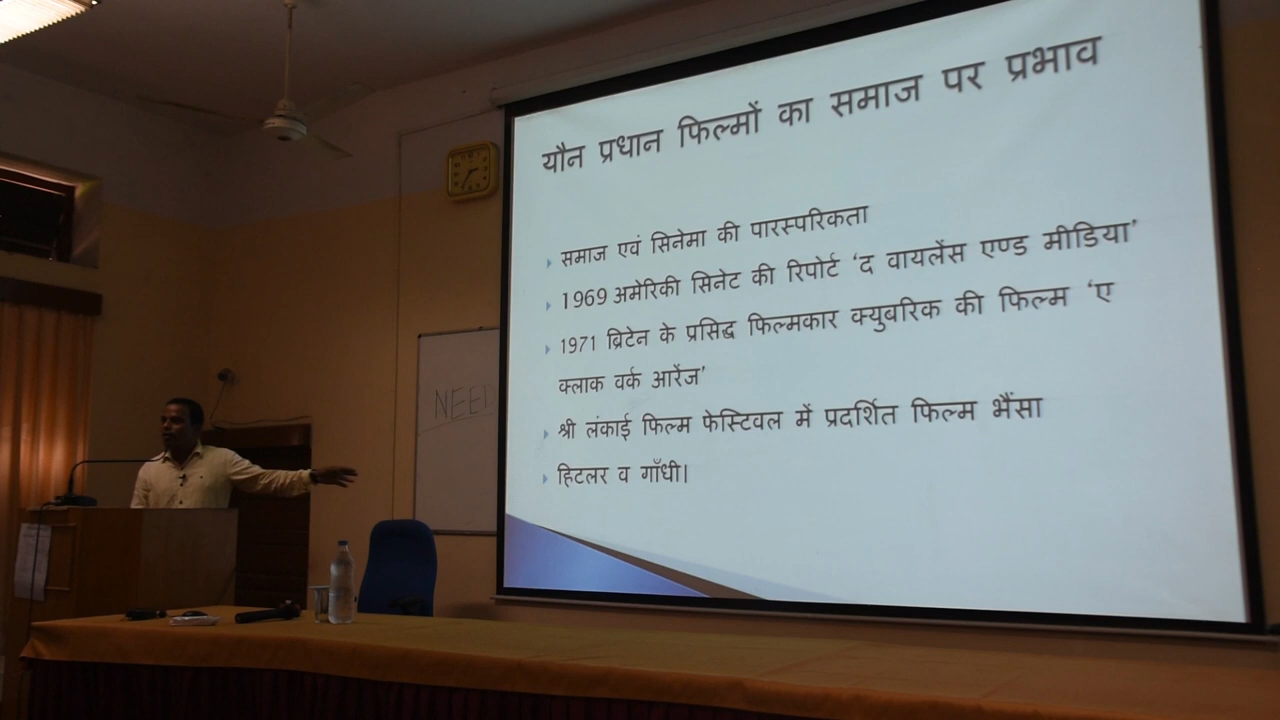 यौन प्रधान फिल्मों का समाज पर प्रभाव
समाज एवं सिनेमा की पारस्परिकता
1969 अमेरिकी सिनेट की रिपोर्ट ‘द वायलेंस एण्ड मीडिया’
1971 ब्रिटेन के प्रसिद्ध फिल्मकार क्युबरिक की फिल्म ‘ए
क्लाक वर्क आरेंज’
श्री लंकाई फिल्म फेस्टिवल में प्रदर्शित फिल्म भैंसा
हिटलर व गाँधी।
NEED